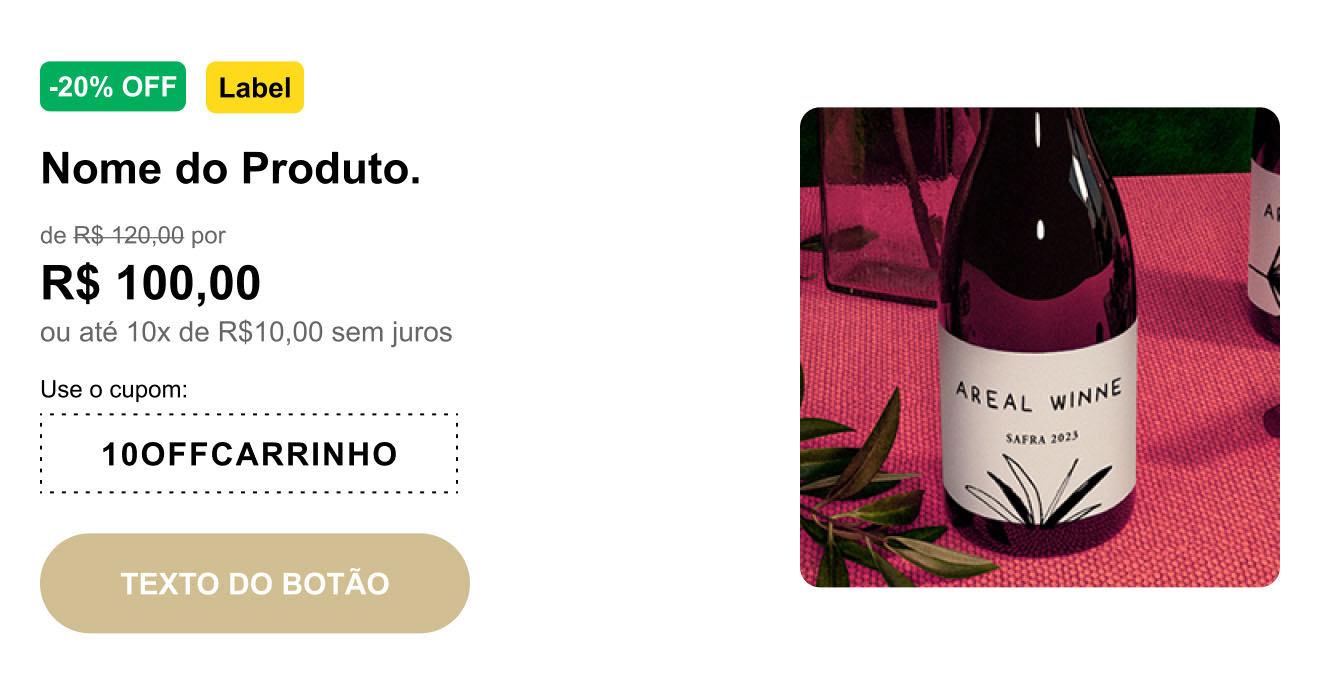 -20% OFF
Label
Nome do Produto.
de R$ 120,00 por
R$ 100,00
ou até 10x de R$10,00 sem juros
Use o cupom:
10OFFCARRINHO
TEXTO DO BOTÃO
AREAL WINNE
SAFRA 2023